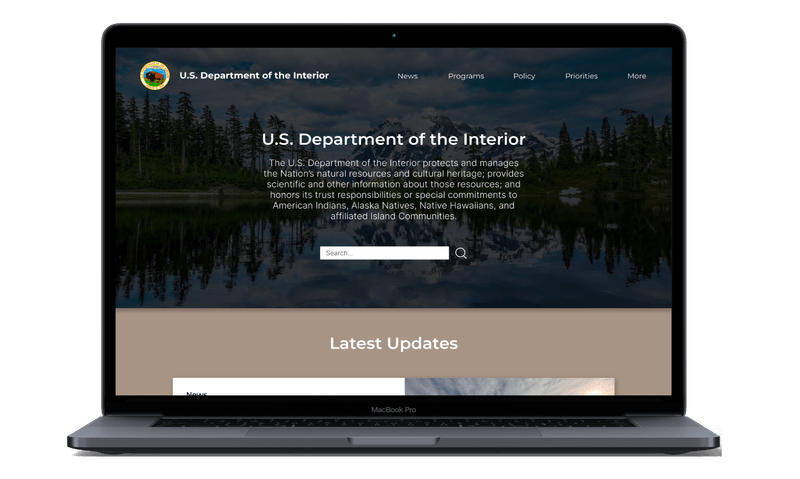 U.S. Department of the Interior
News Programs Policy Priorities More
U.S. Department of the Interior
The U.S. Department of the Interior protects and manages
the Nation's natural resources and cultural heritage; provides
scientific and other information about those resources; and
honors its trust responsibilities or special commitments to
American Indians, Alaska Natives, Native Hawaiians, and
affiliated Island Communities.
Search...
Latest Updates
News
MacBook Pro